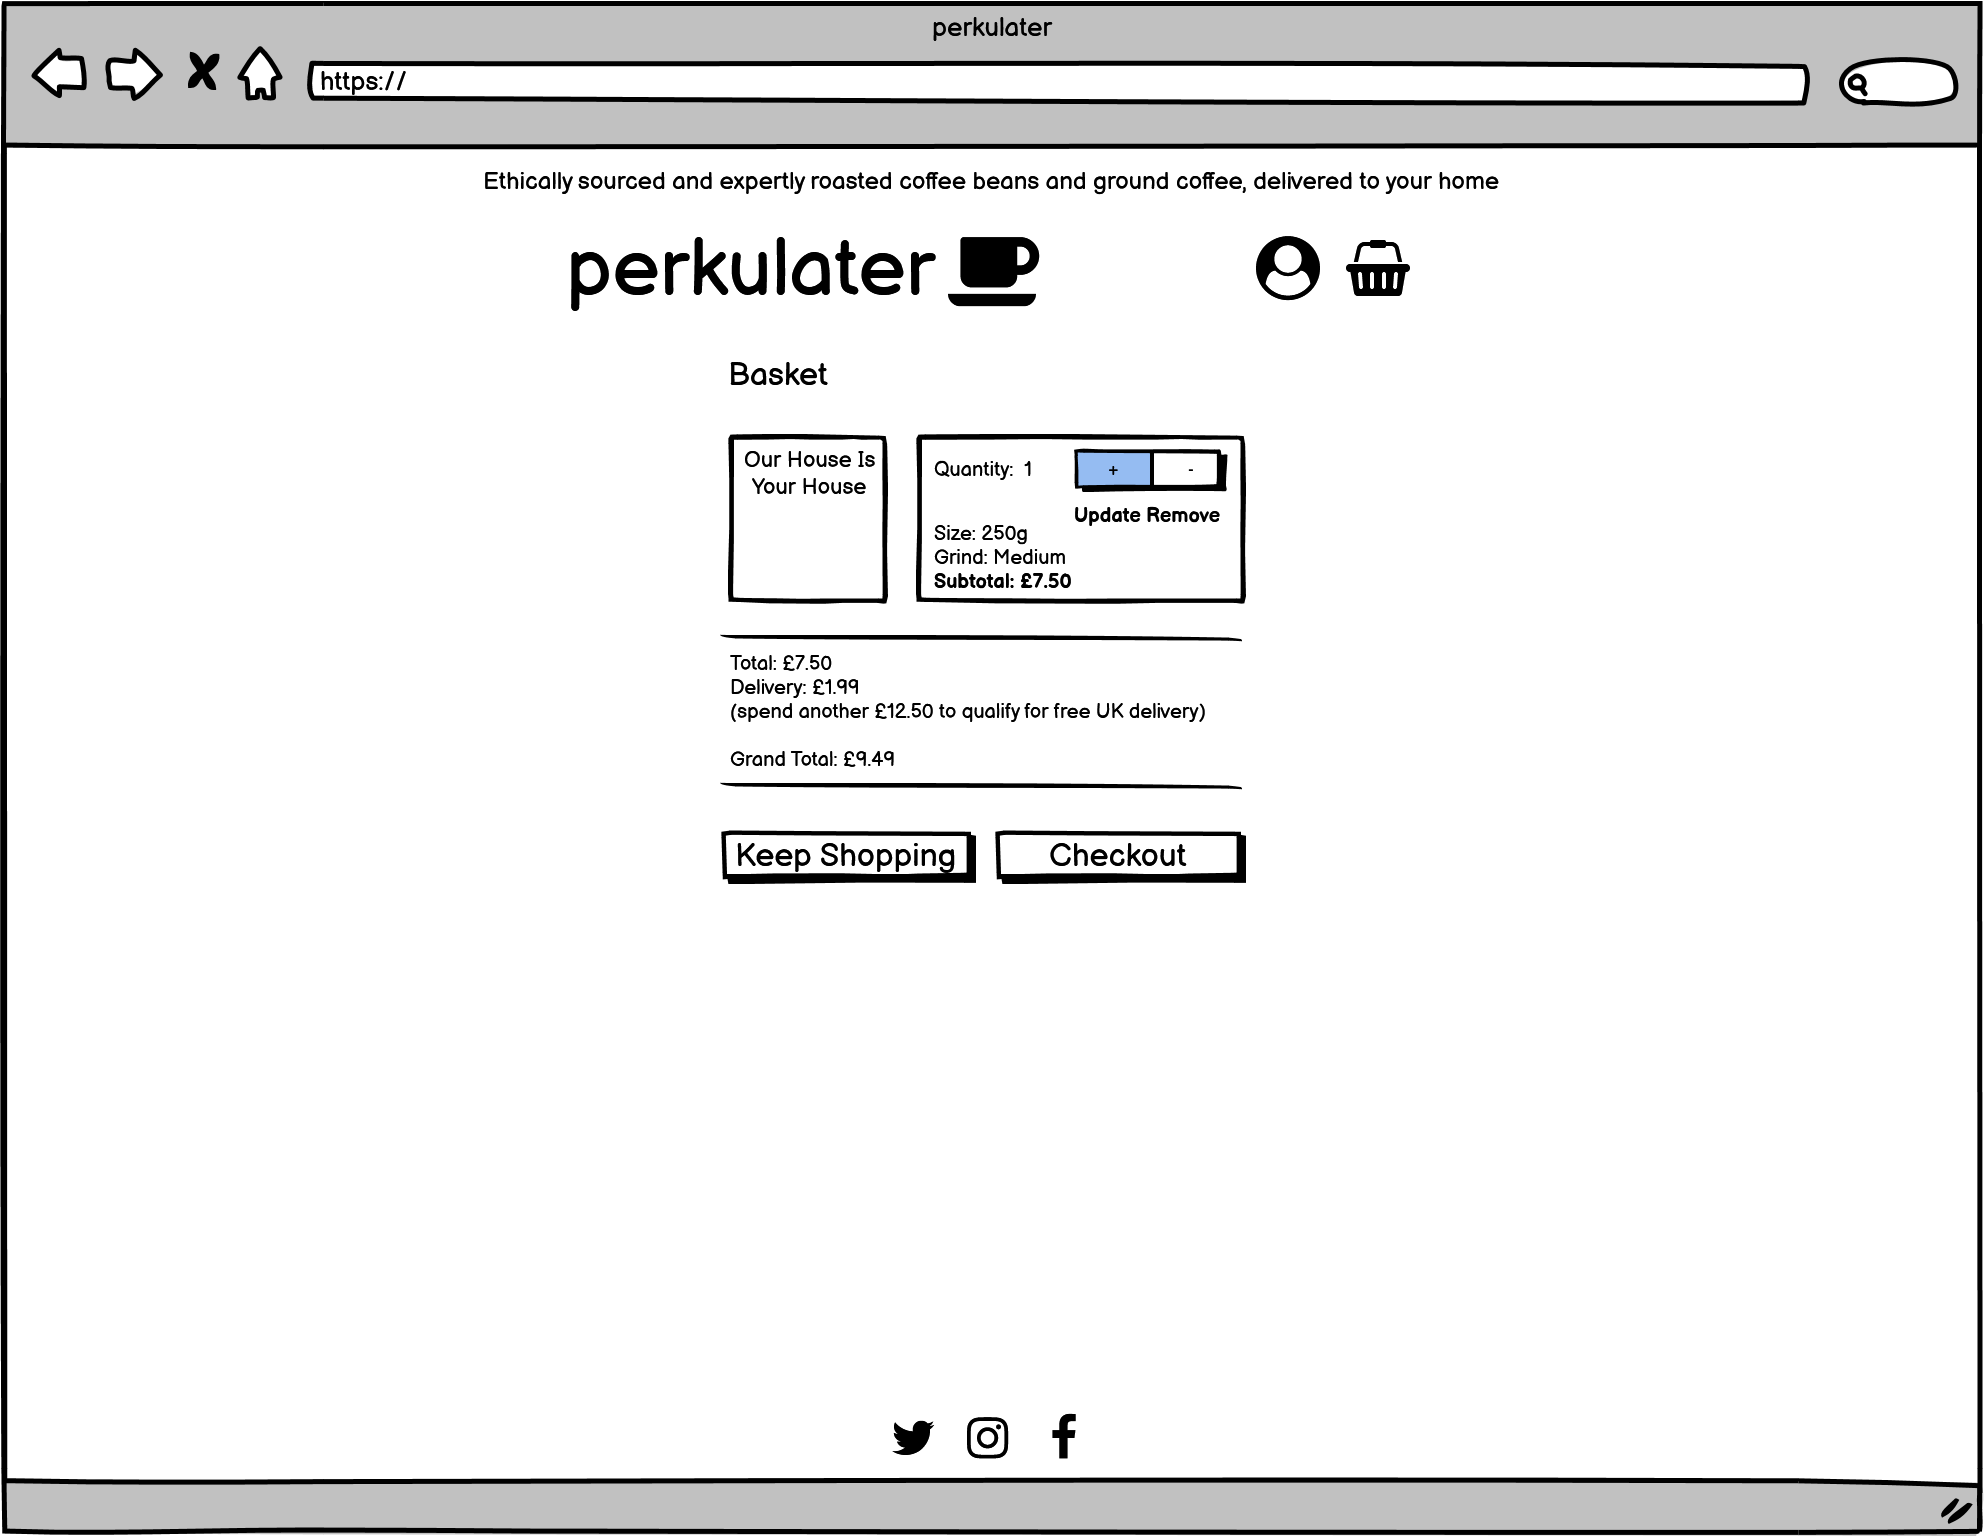 perkulater
https://
Ethically sourced and expertly roasted coffee beans and ground coffee, delivered to your home
perkulater
Basket
Our House Is
Your House
Quantity: 1
+ -
Update Remove
Size: 250g
Grind: Medium
Subtotal: £7.50
Total: £7.50
Delivery: £1.99
(spend another £12.50 to qualify for free UK delivery)
Grand Total: £9.49
Keep Shopping
Checkout